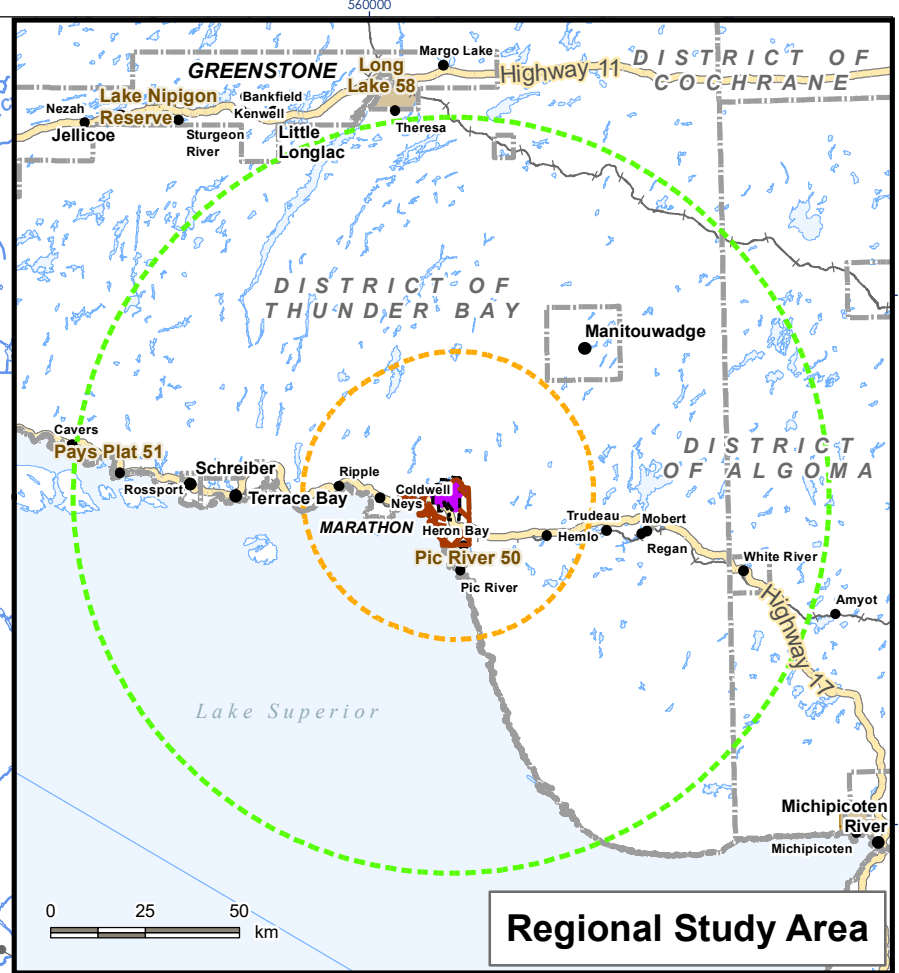 560000
Margo Lake
DISTRICT OF
COCHRANE
GREENSTONE
Long
Lake 58
Highway 11
Nezah
Lake Nipigon
Reserve
Bankfield
Kenwell
Jellicoe
Sturgeon
River
Little
Longlac
Theresa
DISTRICT OF
THUNDER BAY
Manitouwadge
Cavers
Pays Plat 51
DISTRICT
OF ALGOMA
Schreiber
Rossport
Terrace Bay
Ripple
Coldwell
Neys
MARATHON
Heron Bay
Trudeau
Mobert
Hemlo
Regan
Pic River 50
Pic River
White River
Amyot
Highway 17
Lake Superior
Michipicoten
River
Michipicoten
0 25 50
km
Regional Study Area